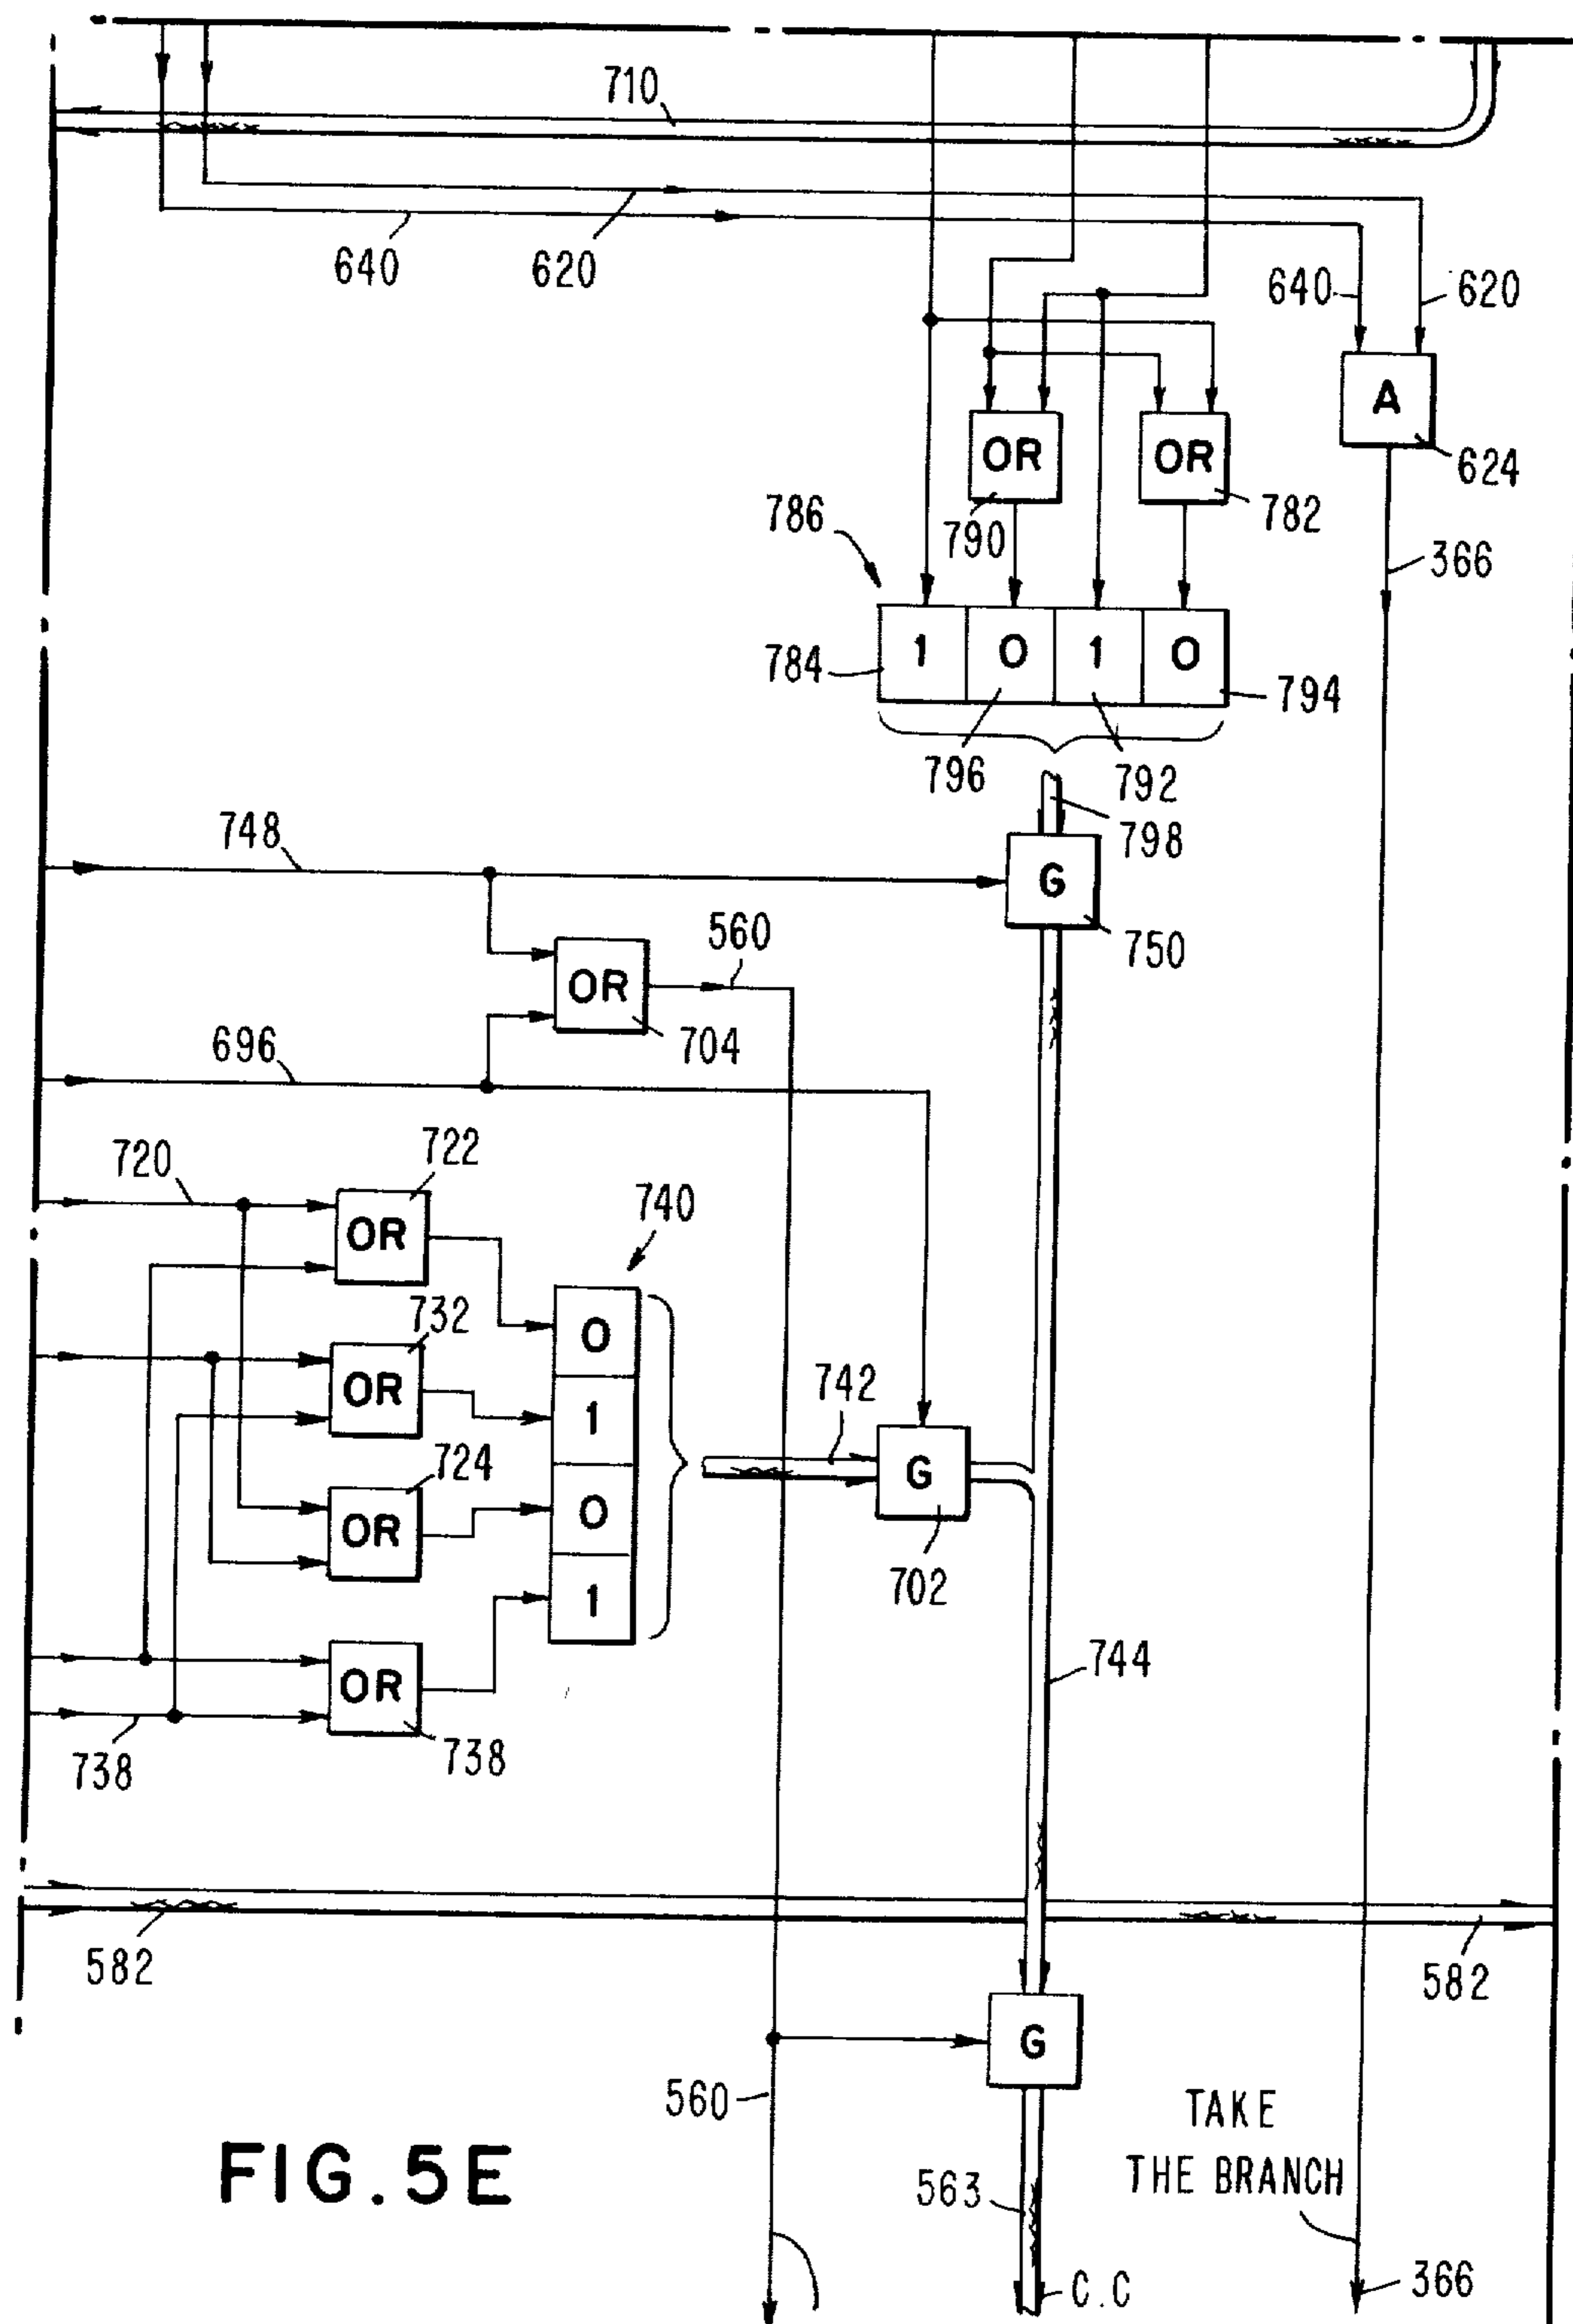 710
640
620
640
620
A
624
366
OR
OR
790
782
786
784
1 0 1 0
794
796
792
798
748
G
750
560
OR
704
696
720
722
OR
740
732
OR
0
1
0
1
742
G
702
724
OR
OR
738
738
744
582
582
G
560
563
TAKE
THE BRANCH
C.C
366
FIG.5E